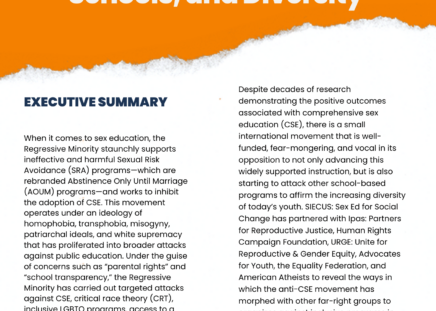 Schools, and Diversity
EXECUTIVE SUMMARY
When it comes to sex education, the
Regressive Minority staunchly supports
ineffective and harmful Sexual Risk
Avoidance (SRA) programs—which are
rebranded Abstinence Only Until Marriage
(AOUM) programs—and works to inhibit
the adoption of CSE. This movement
operates under an ideology of
homophobia, transphobia, misogyny,
patriarchal ideals, and white supremacy
that has proliferated into broader attacks
against public education. Under the guise
of concerns such as “parental rights” and
“school transparency,” the Regressive
Minority has carried out targeted attacks
against CSE, critical race theory (CRT),
inclusive LGBTQ programs, access to a
Despite decades of research
demonstrating the positive outcomes
associated with comprehensive sex
education (CSE), there is a small
international movement that is well-
funded, fear-mongering, and vocal in its
opposition to not only advancing this
widely supported instruction, but is also
starting to attack other school-based
programs to affirm the increasing diversity
of today’s youth. SIECUS: Sex Ed for Social
Change has partnered with Ipas: Partners
for Reproductive Justice, Human Rights
Campaign Foundation, URGE: Unite for
Reproductive & Gender Equity, Advocates
for Youth, the Equality Federation, and
American Atheists to reveal the ways in
which the anti-CSE movement has
morphed with other far-right groups to